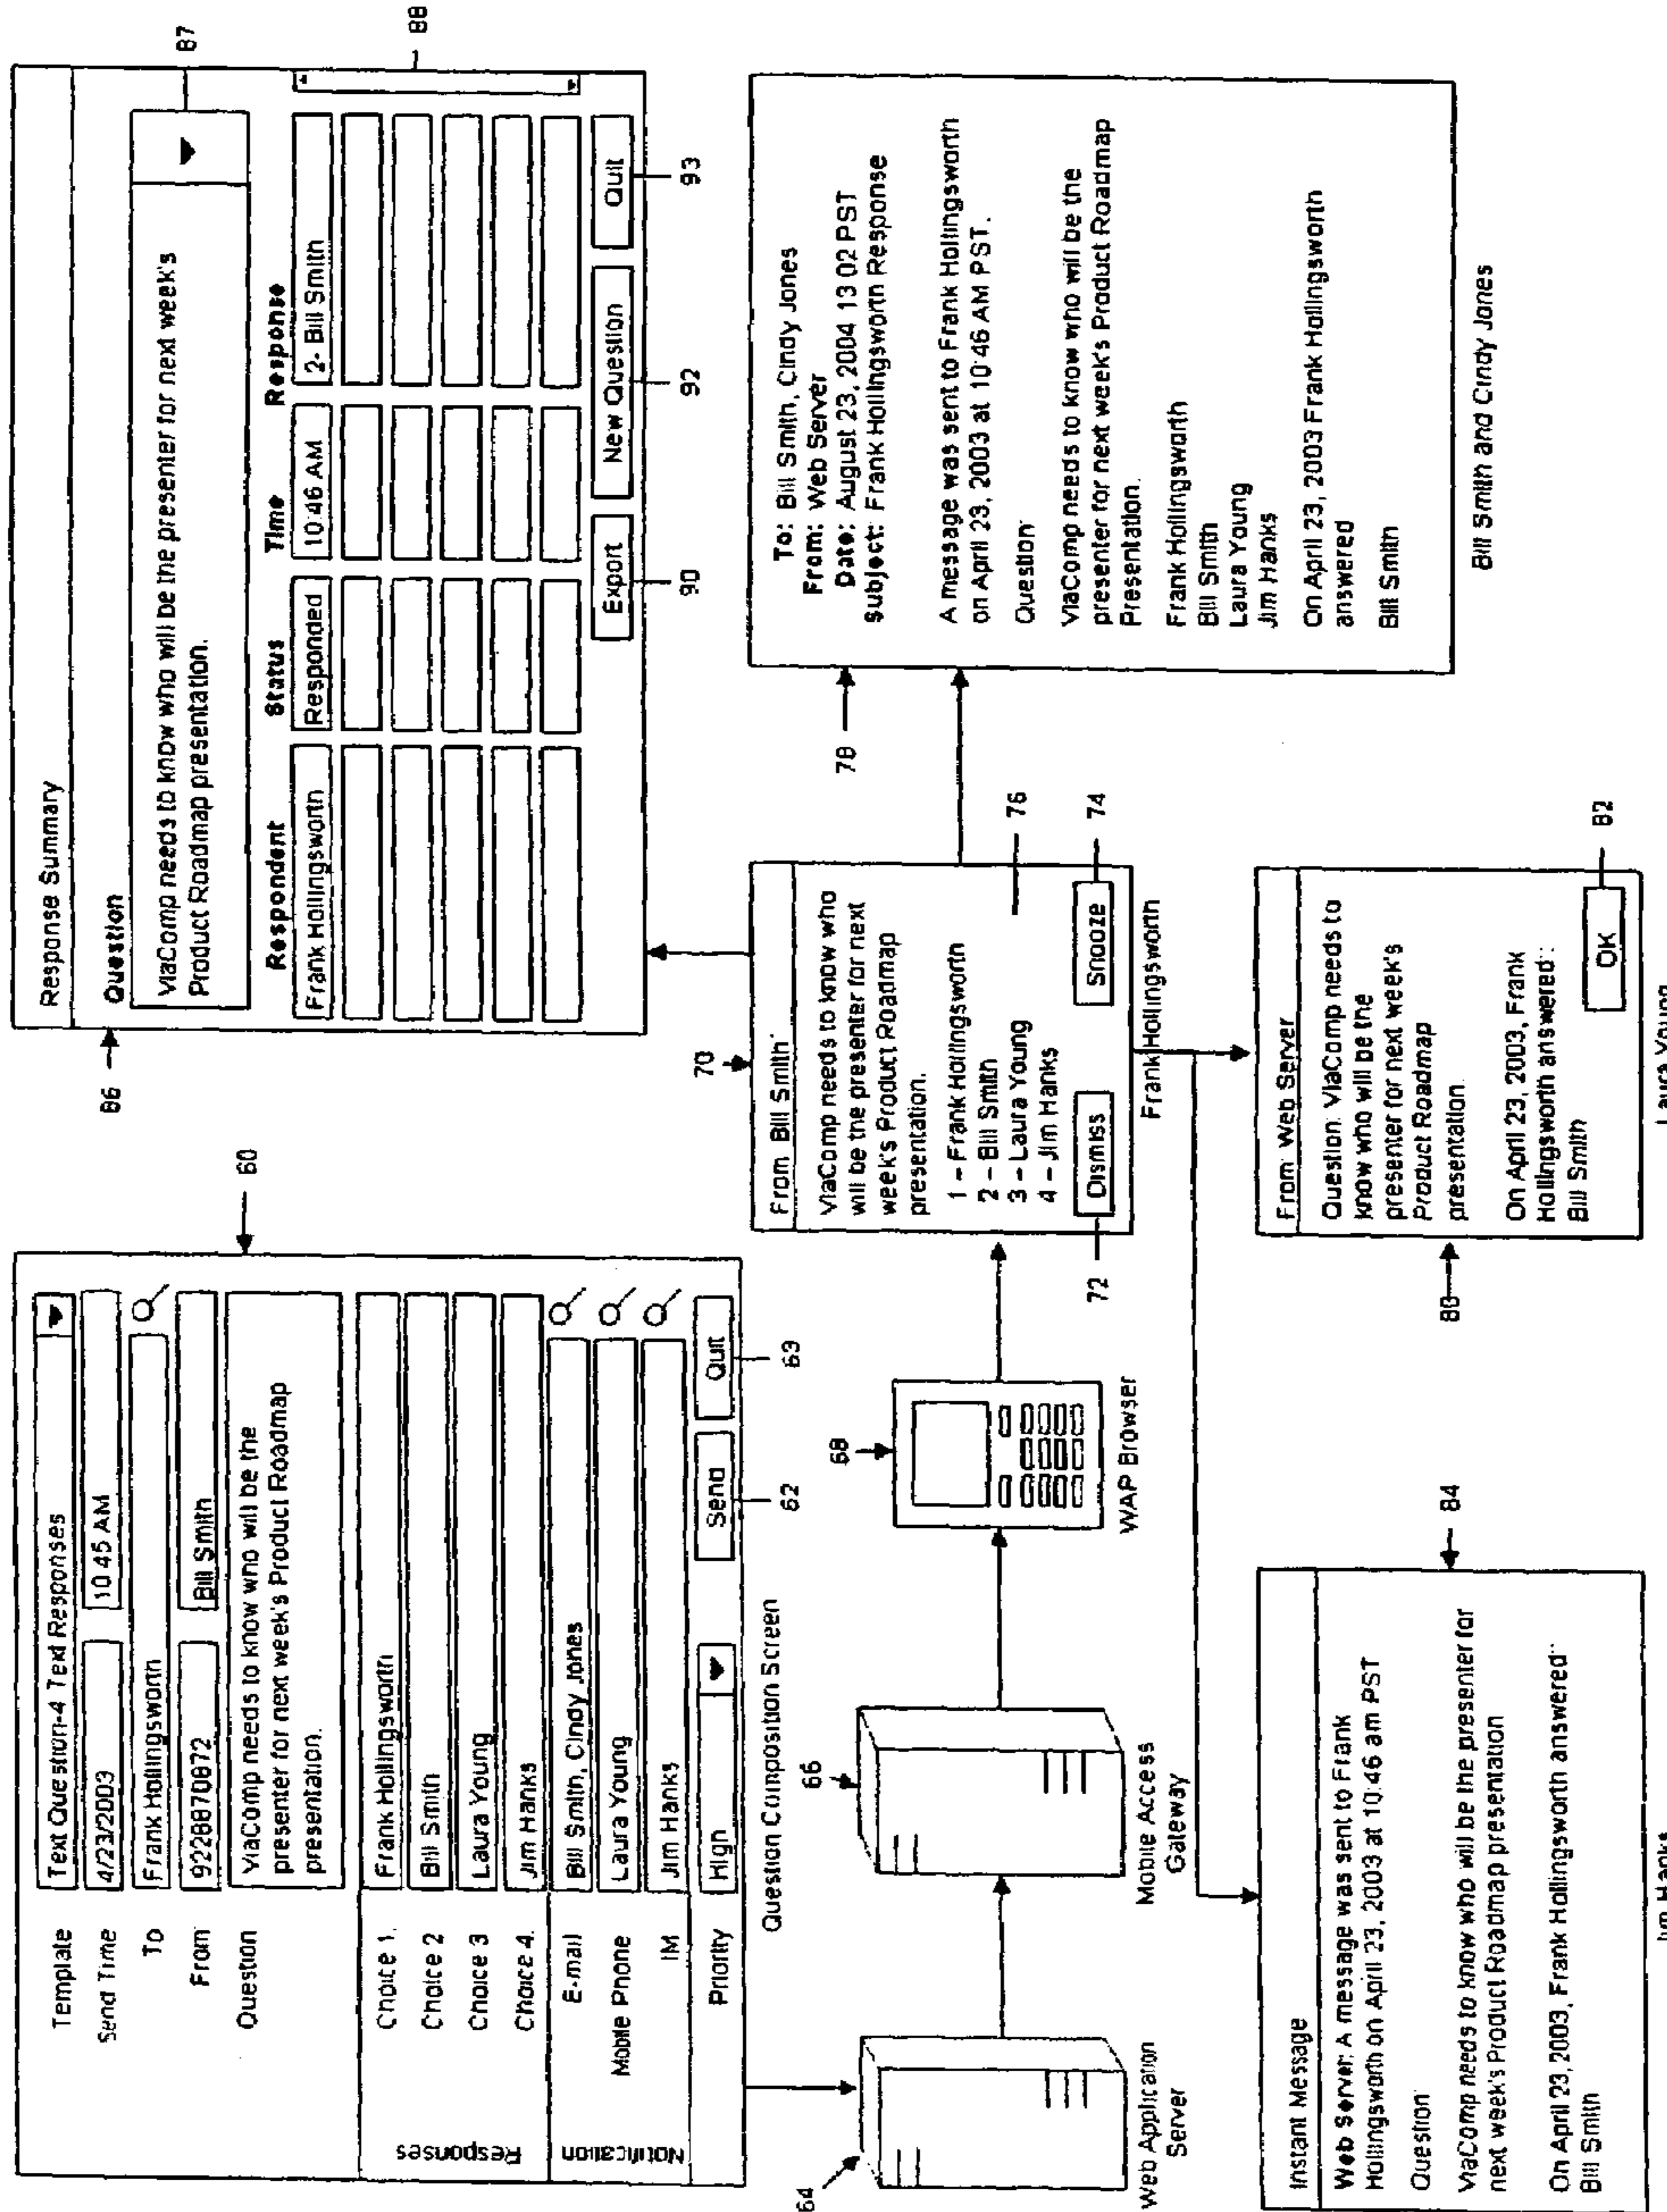 Template
Text Question-4 Text Responses
Send Time
4/23/2003
10:45 AM
To
Frank Hollingsworth
From
9228870872
Bill Smith
Question
ViaComp needs to know who will be the
presenter for next week's Product Roadmap
presentation.
Responses
Choice 1.
Frank Hollingsworth
Choice 2
Bill Smith
Choice 3
Laura Young
Choice 4.
Jim Hanks
Notification
E-mail
Bill Smith, Cindy Jones
Mobile Phone
Laura Young
IM
Jim Hanks
Priority
High
Send
Quit
60
62
63
Question Composition Screen
64
Web Application
Server
66
Mobile Access
Gateway
68
WAP Browser
70
From Bill Smith:
ViaComp needs to know who
will be the presenter for next
week's Product Roadmap
presentation.
1 – Frank Hollingsworth
2 – Bill Smith
3 – Laura Young
4 – Jim Hanks
Dismiss
Snooze
72
74
76
Frank Hollingsworth
86
Response Summary
Question
ViaComp needs to know who will be the presenter for next week's
Product Roadmap presentation.
87
Respondent
Status
Time
Response
Frank Hollingsworth
Responded
10:46 AM
2- Bill Smith
88
Export
New Question
Quit
90
92
93
78
To: Bill Smith, Cindy Jones
From: Web Server
Date: August 23, 2004 13 02 PST
subject: Frank Hollingsworth Response
A message was sent to Frank Hollingsworth
on April 23, 2003 at 10:46 AM PST.
Question:
ViaComp needs to know who will be the
presenter for next week's Product Roadmap
Presentation.
Frank Hollingsworth
Bill Smith
Laura Young
Jim Hanks
On April 23, 2003 Frank Hollingsworth
answered
Bill Smith
Bill Smith and Cindy Jones
80
From: Web Server
Question: ViaComp needs to
know who will be the
presenter for next week's
Product Roadmap
presentation.
On April 23, 2003, Frank
Hollingsworth answered::
Bill Smith
OK
82
Laura Young
84
Instant Message
Web Server: A message was sent to Frank
Hollingsworth on April 23, 2003 at 10:46 am PST
Question:
ViaComp needs to know who will be the presenter for
next week's Product Roadmap presentation
On April 23, 2003, Frank Hollingsworth answered::
Bill Smith
Jim Hanks